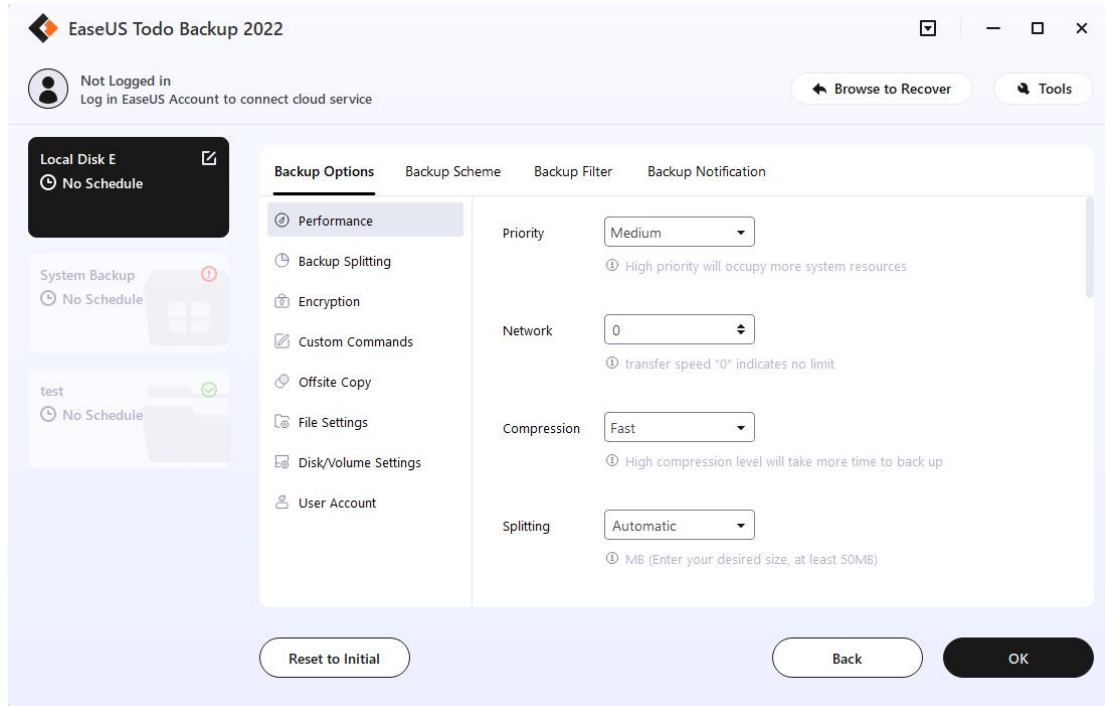 EaseUS Todo Backup 2022
Not Logged in
Log in EaseUS Account to connect cloud service
Browse to Recover
Tools
Local Disk E
No Schedule
System Backup
No Schedule
test
No Schedule
Backup Options
Backup Scheme
Backup Filter
Backup Notification
Performance
Backup Splitting
Encryption
Custom Commands
Offsite Copy
File Settings
Disk/Volume Settings
User Account
Priority
Medium
High priority will occupy more system resources
Network
0
transfer speed "0" indicates no limit
Compression
Fast
High compression level will take more time to back up
Splitting
Automatic
MB (Enter your desired size, at least 50MB)
Reset to Initial
Back
OK